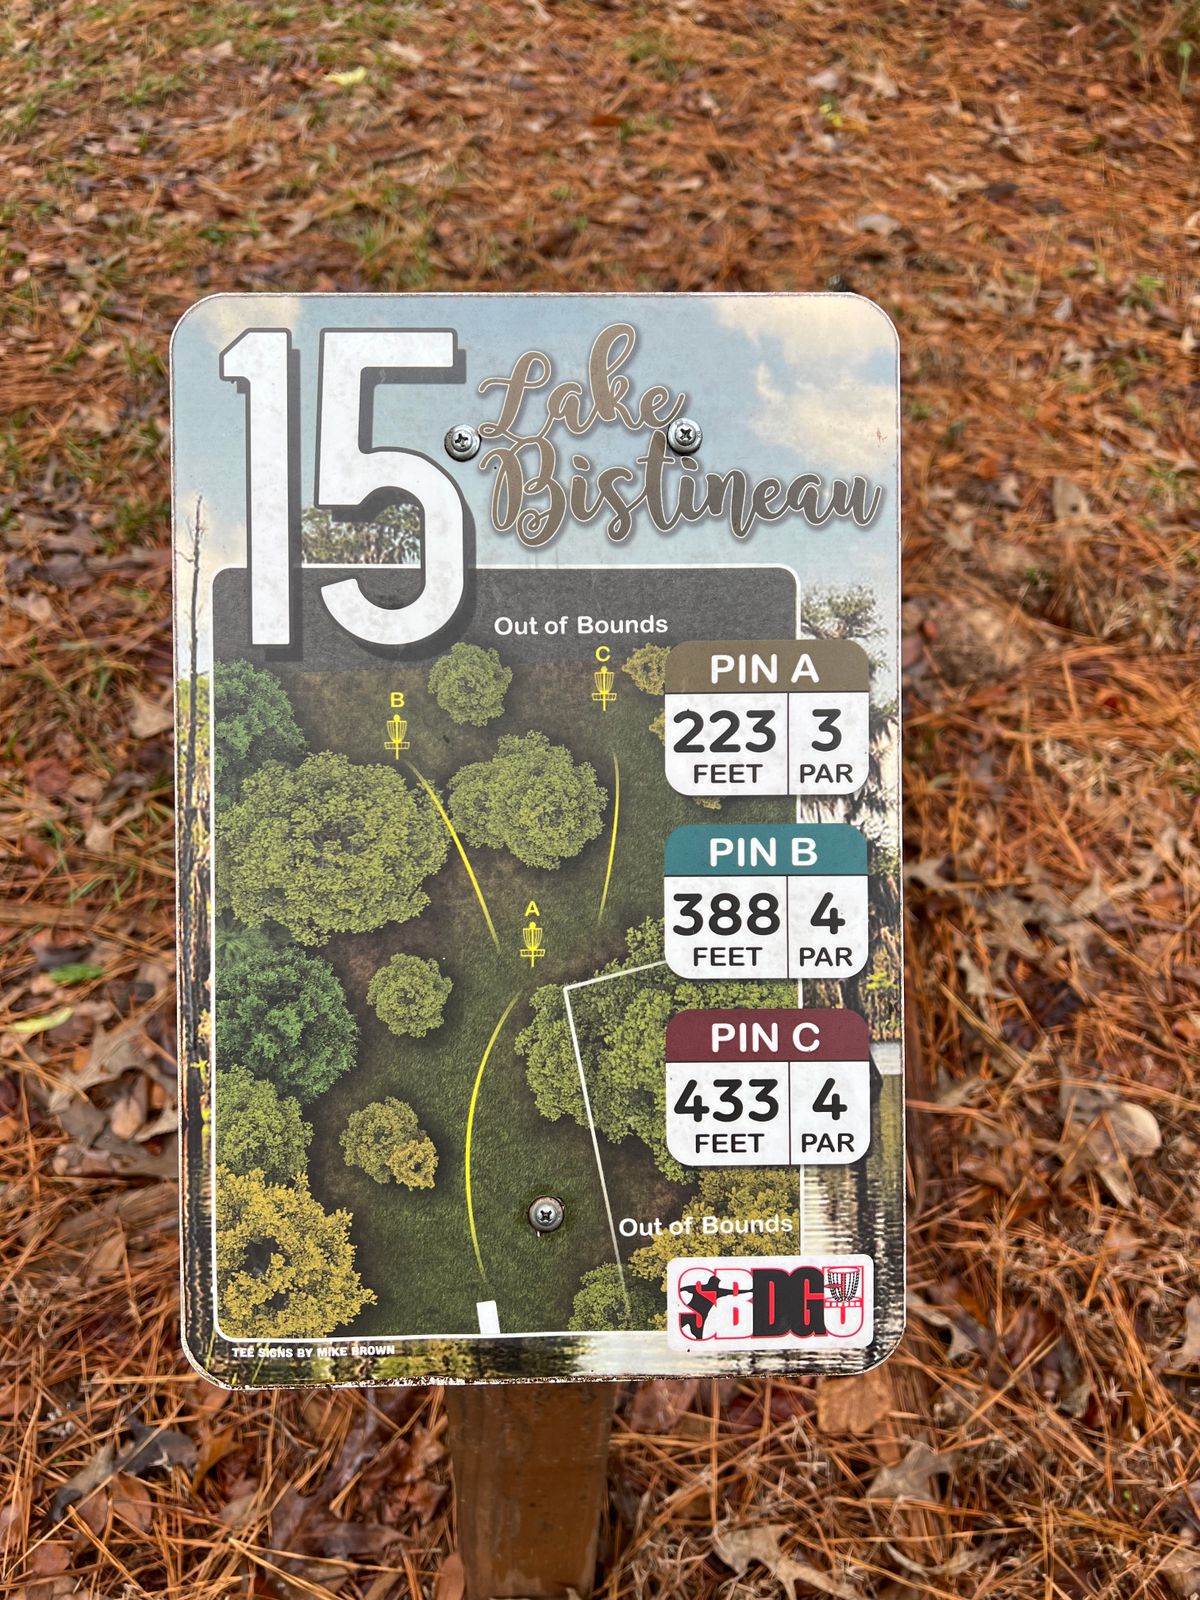 15
Lake
Bistineau
Out of Bounds
C
B
PIN A
223 3
FEET PAR
PIN B
388 4
FEET PAR
A
PIN C
433 4
FEET PAR
Out of Bounds
SBDGU
TEE SIGNS BY MIKE BROWN